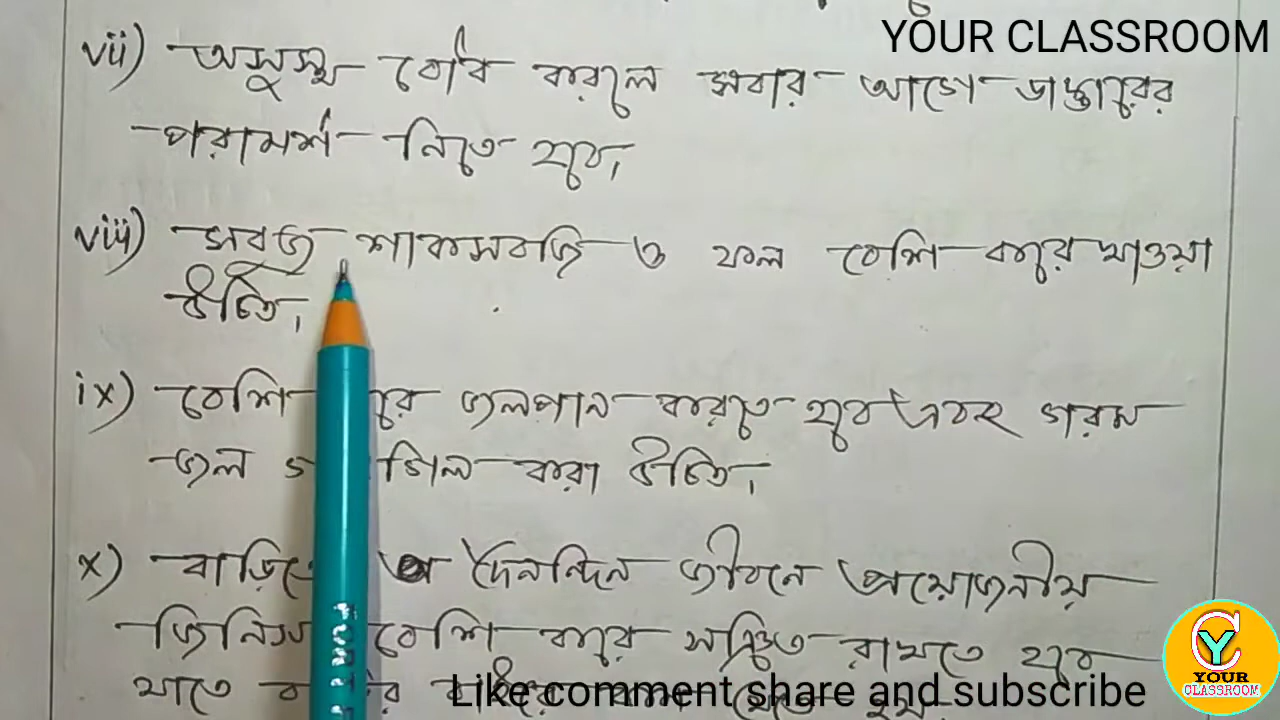 YOUR CLASSROOM
vii) অসুস্থ বোধ করলে সবার আগে ডাক্তারের
পরামর্শ নিতে হবে।
viii) সবুজ শাকসবজি ও ফল বেশি করে খাওয়া
উচিত।
ix) বেশি করে জলপান করতে হবে এবং গরম
জল উচিত।
x) বাড়িতে দৈনন্দিন জীবনে প্রয়োজনীয়
জিনিস বেশি করে রাখতে হবে
যাতে
Like comment share and subscribe
YOUR
CLASSROOM